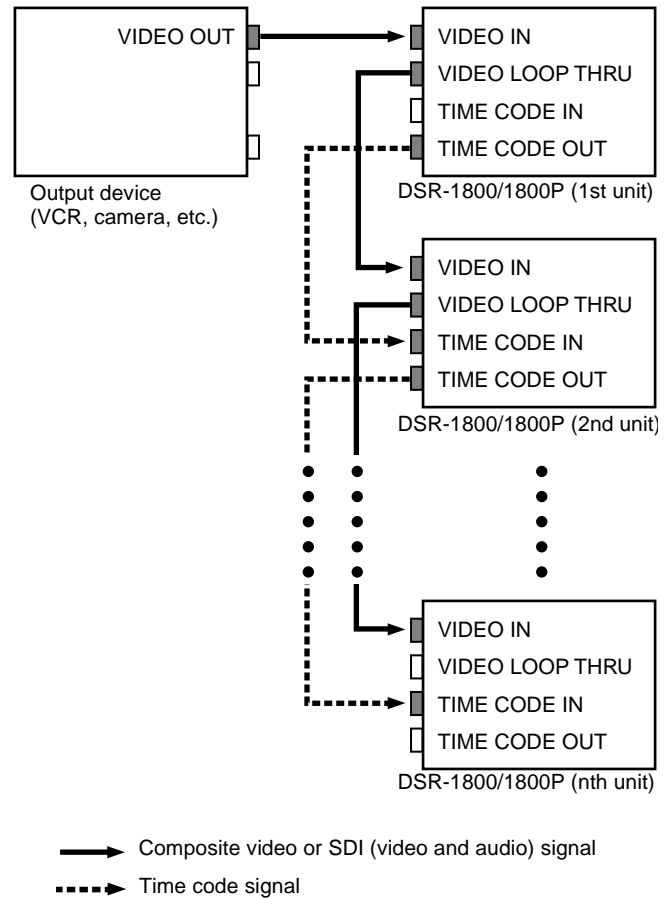 VIDEO OUT
Output device
(VCR, camera, etc.)
VIDEO IN
VIDEO LOOP THRU
TIME CODE IN
TIME CODE OUT
DSR-1800/1800P (1st unit)
VIDEO IN
VIDEO LOOP THRU
TIME CODE IN
TIME CODE OUT
DSR-1800/1800P (2nd unit)
VIDEO IN
VIDEO LOOP THRU
TIME CODE IN
TIME CODE OUT
DSR-1800/1800P (nth unit)
Composite video or SDI (video and audio) signal
Time code signal